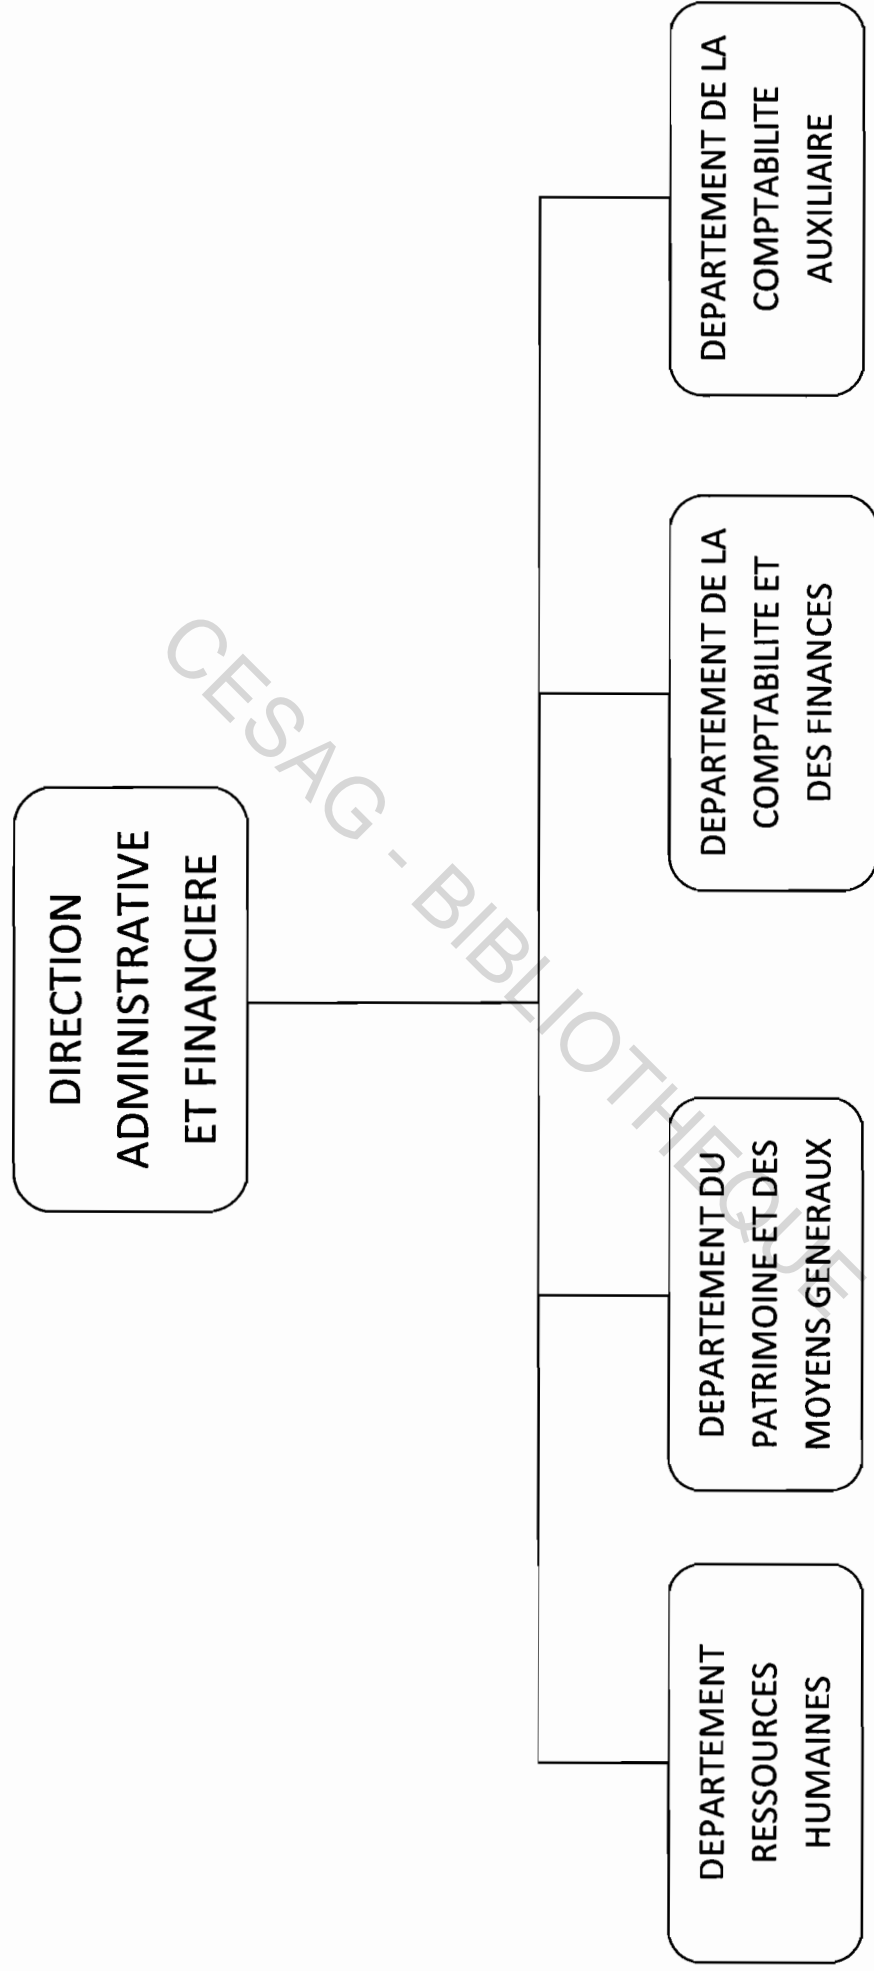 DIRECTION
ADMINISTRATIVE
ET FINANCIERE
DEPARTEMENT
RESSOURCES
HUMAINES
DEPARTEMENT DU
PATRIMOINE ET DES
MOYENS GENERAUX
DEPARTEMENT DE LA
COMPTABILITE ET
DES FINANCES
DEPARTEMENT DE LA
COMPTABILITE
AUXILIAIRE
CESAG - BIBLIOTHEQUE